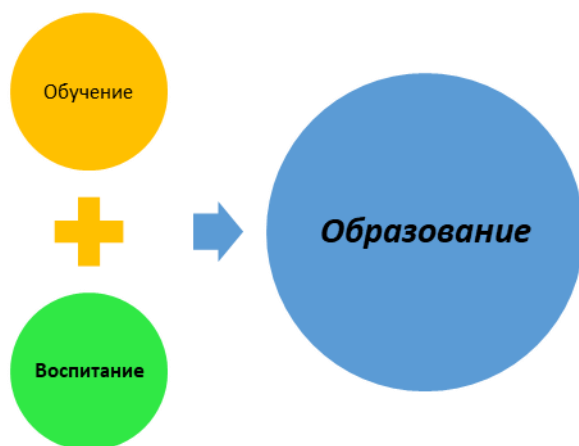 Обучение
Воспитание
Образование